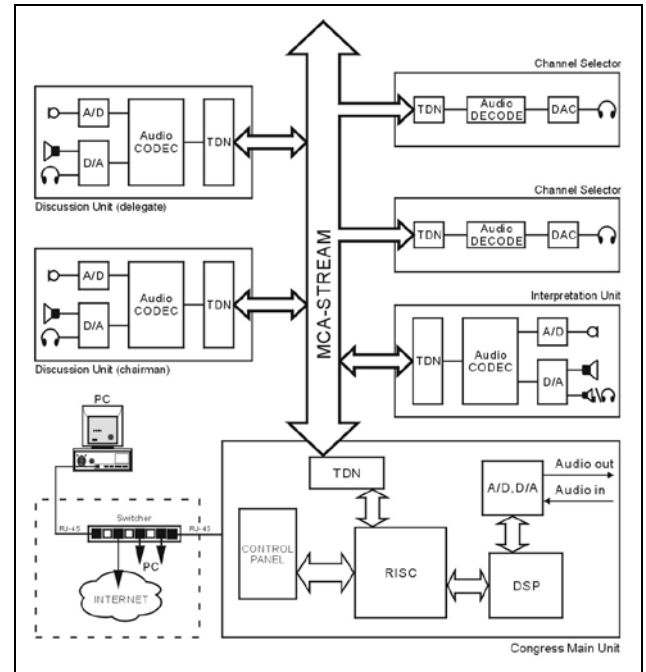 Channel Selector
TDN
Audio
DECODE
DAC
A/D
D/A
Audio
CODEC
TDN
Discussion Unit (delegate)
Channel Selector
TDN
Audio
DECODE
DAC
A/D
D/A
Audio
CODEC
TDN
Discussion Unit (chairman)
MCA-STREAM
Interpretation Unit
TDN
Audio
CODEC
A/D
D/A
PC
RJ-45
Switcher
RJ-45
PC
INTERNET
TDN
CONTROL
PANEL
RISC
DSP
A/D,D/A
Audio out
Audio in
Congress Main Unit